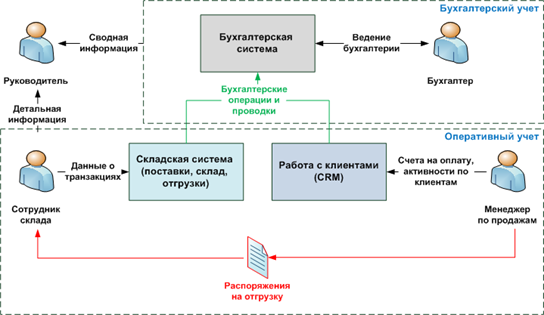 Бухгалтерский учет
Сводная
информация
Бухгалтерская
система
Ведение
бухгалтерии
Руководитель
Бухгалтер
Бухгалтерские
операции и
проводки
Детальная
информация
Оперативный учет
Данные о
транзакциях
Складская система
(поставки, склад,
отгрузки)
Работа с клиентами
(CRM)
Счета на оплату,
активности по
клиентам
Сотрудник
склада
Менеджер
по продажам
Распоряжения
на отгрузку